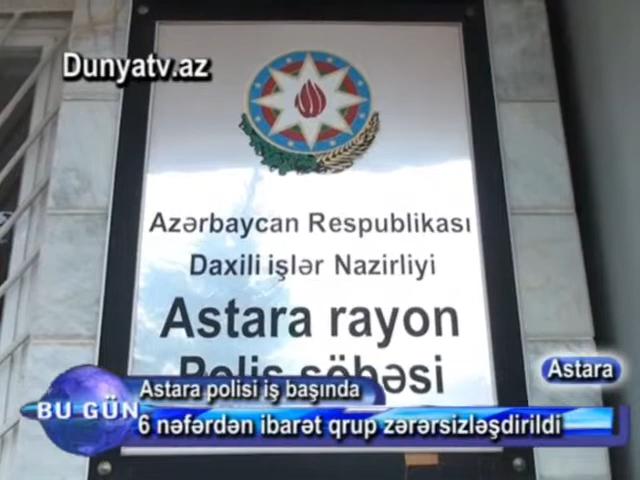 Dunyatv.az
Azərbaycan Respublikası
Daxili işlər Nazirliyi
Astara rayon
Polis şöbəsi
Astara
Astara polisi iş başında
BU GÜN
6 nəfərdən ibarət qrup zərərsizləşdirildi